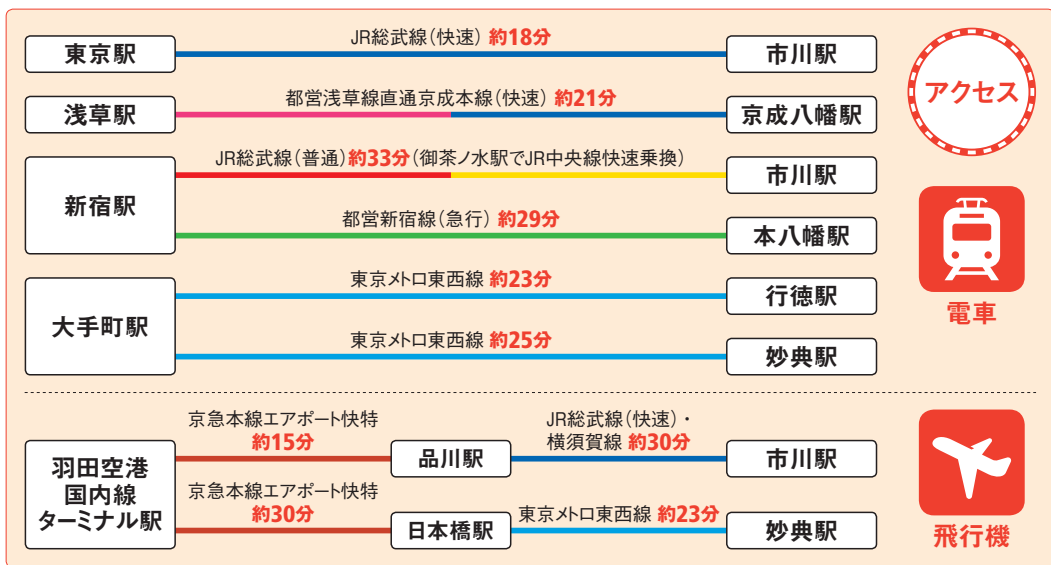 アクセス
電車
東京駅
JR総武線（快速） 約18分
市川駅
浅草駅
都営浅草線直通京成本線（快速） 約21分
京成八幡駅
新宿駅
JR総武線（普通）約33分（御茶ノ水駅でJR中央線快速乗換）
市川駅
都営新宿線（急行） 約29分
本八幡駅
大手町駅
東京メトロ東西線 約23分
行徳駅
東京メトロ東西線 約25分
妙典駅
飛行機
羽田空港
国内線
ターミナル駅
京急本線エアポート快特
約15分
品川駅
JR総武線（快速）・
横須賀線 約30分
市川駅
京急本線エアポート快特
約30分
日本橋駅
東京メトロ東西線 約23分
妙典駅